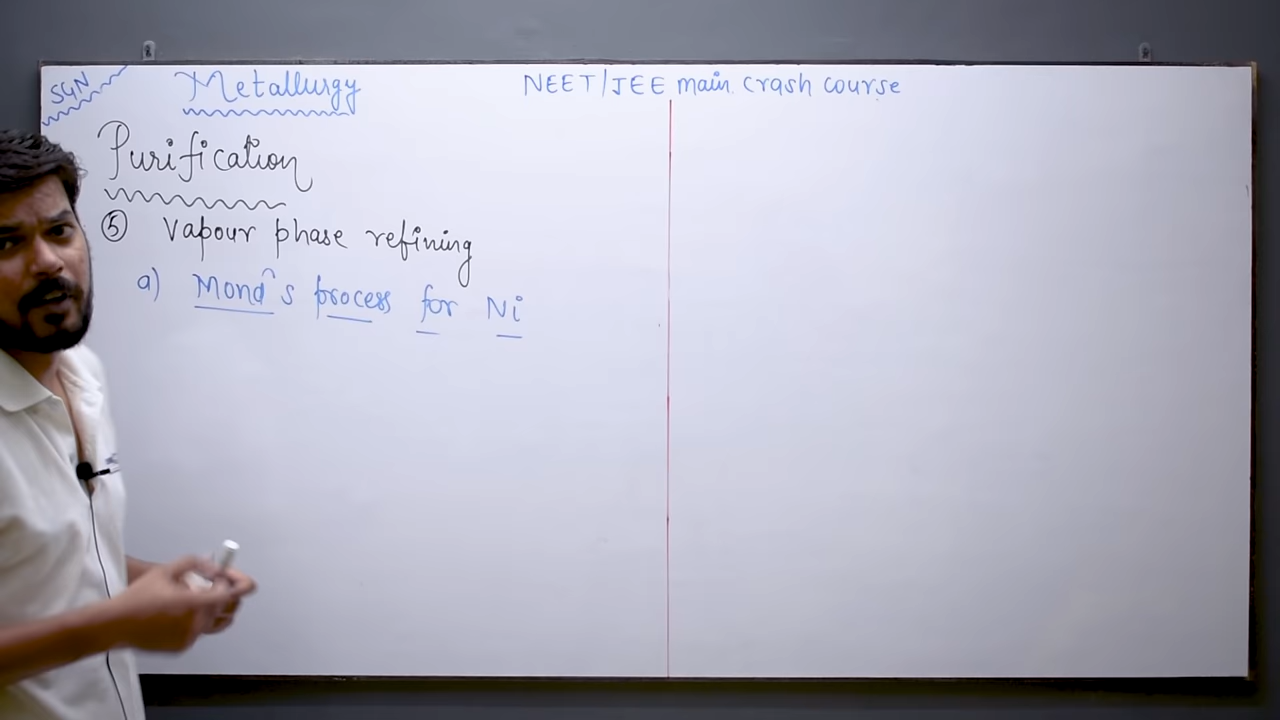 SGN
Metallurgy
NEET/JEE main crash course
Purification
⑤ Vapour phase refining
a) Mond's process for Ni